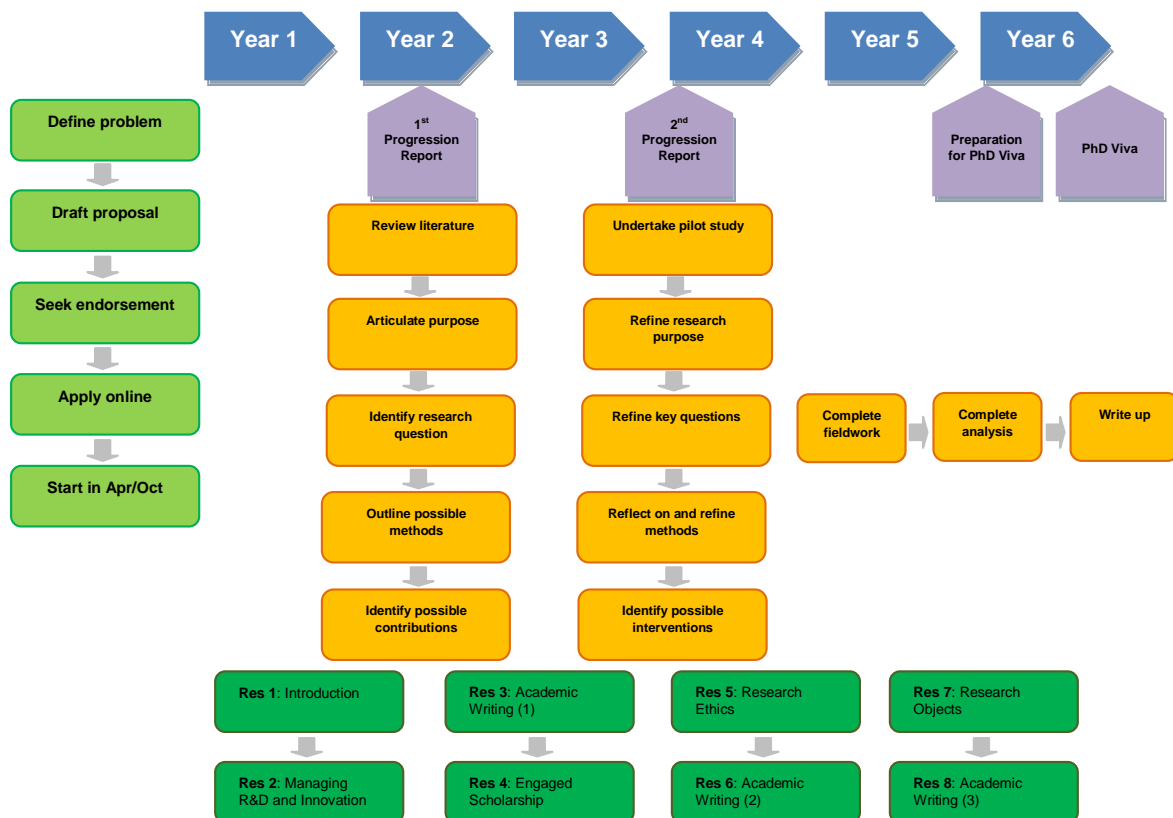 Year 1
Year 2
Year 3
Year 4
Year 5
Year 6
Define problem
Draft proposal
Seek endorsement
Apply online
Start in Apr/Oct
1st
Progression
Report
2nd
Progression
Report
Preparation
for PhD Viva
PhD Viva
Review literature
Articulate purpose
Identify research
question
Outline possible
methods
Identify possible
contributions
Undertake pilot study
Refine research
purpose
Refine key questions
Reflect on and refine
methods
Identify possible
interventions
Complete
fieldwork
Complete
analysis
Write up
Res 1: Introduction
Res 2: Managing
R&D and Innovation
Res 3: Academic
Writing (1)
Res 4: Engaged
Scholarship
Res 5: Research
Ethics
Res 6: Academic
Writing (2)
Res 7: Research
Objects
Res 8: Academic
Writing (3)